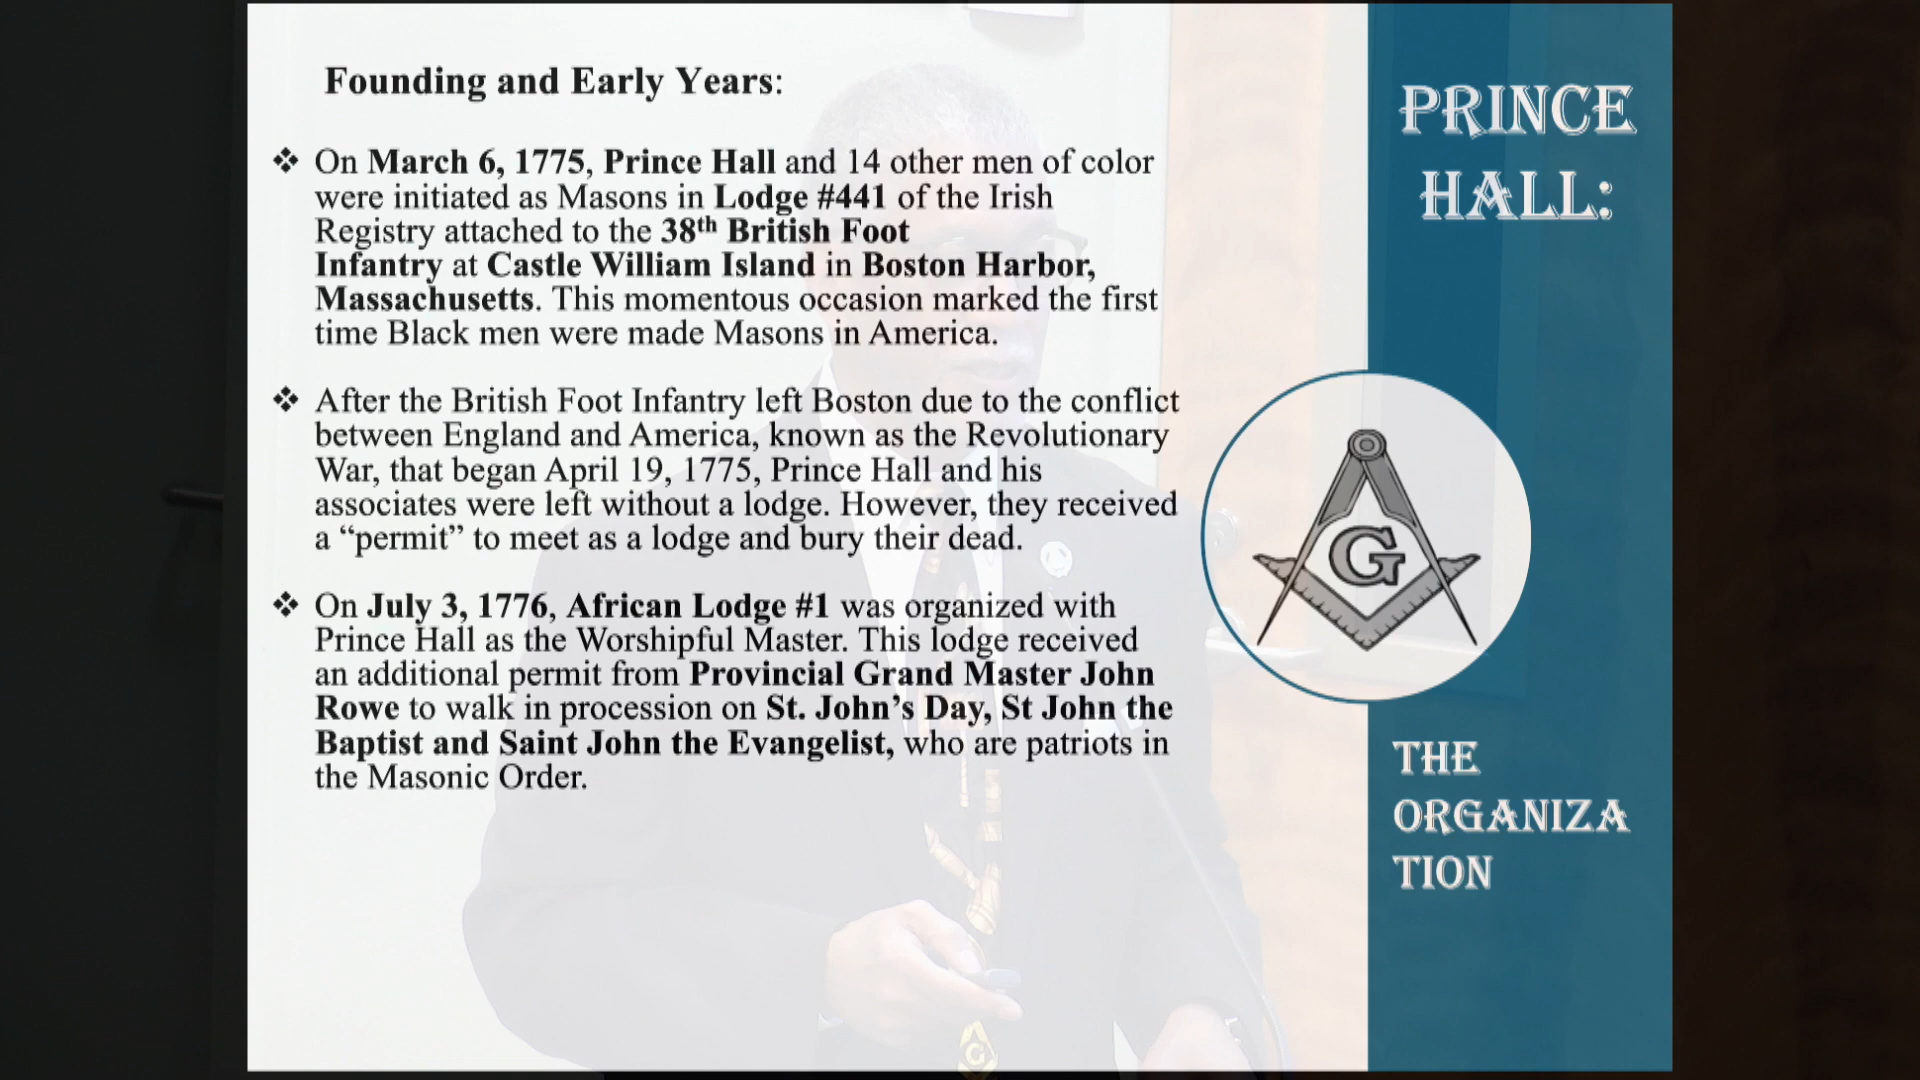 Founding and Early Years:
❖ On March 6, 1775, Prince Hall and 14 other men of color
were initiated as Masons in Lodge #441 of the Irish
Registry attached to the 38th British Foot
Infantry at Castle William Island in Boston Harbor,
Massachusetts. This momentous occasion marked the first
time Black men were made Masons in America.
❖ After the British Foot Infantry left Boston due to the conflict
between England and America, known as the Revolutionary
War, that began April 19, 1775, Prince Hall and his
associates were left without a lodge. However, they received
a “permit” to meet as a lodge and bury their dead.
❖ On July 3, 1776, African Lodge #1 was organized with
Prince Hall as the Worshipful Master. This lodge received
an additional permit from Provincial Grand Master John
Rowe to walk in procession on St. John’s Day, St John the
Baptist and Saint John the Evangelist, who are patriots in
the Masonic Order.
PRINCE
HALL:
G
THE
ORGANIZA
TION
G